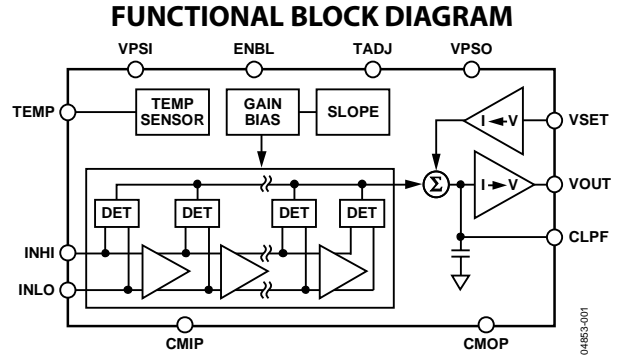 FUNCTIONAL BLOCK DIAGRAM
VPSI ENBL TADJ VPSO
TEMP
TEMP
SENSOR
GAIN
BIAS
SLOPE
I V
VSET
Σ
I V
VOUT
DET DET DET DET
CLPF
INHI
INLO
CMIP CMOP
04853-001